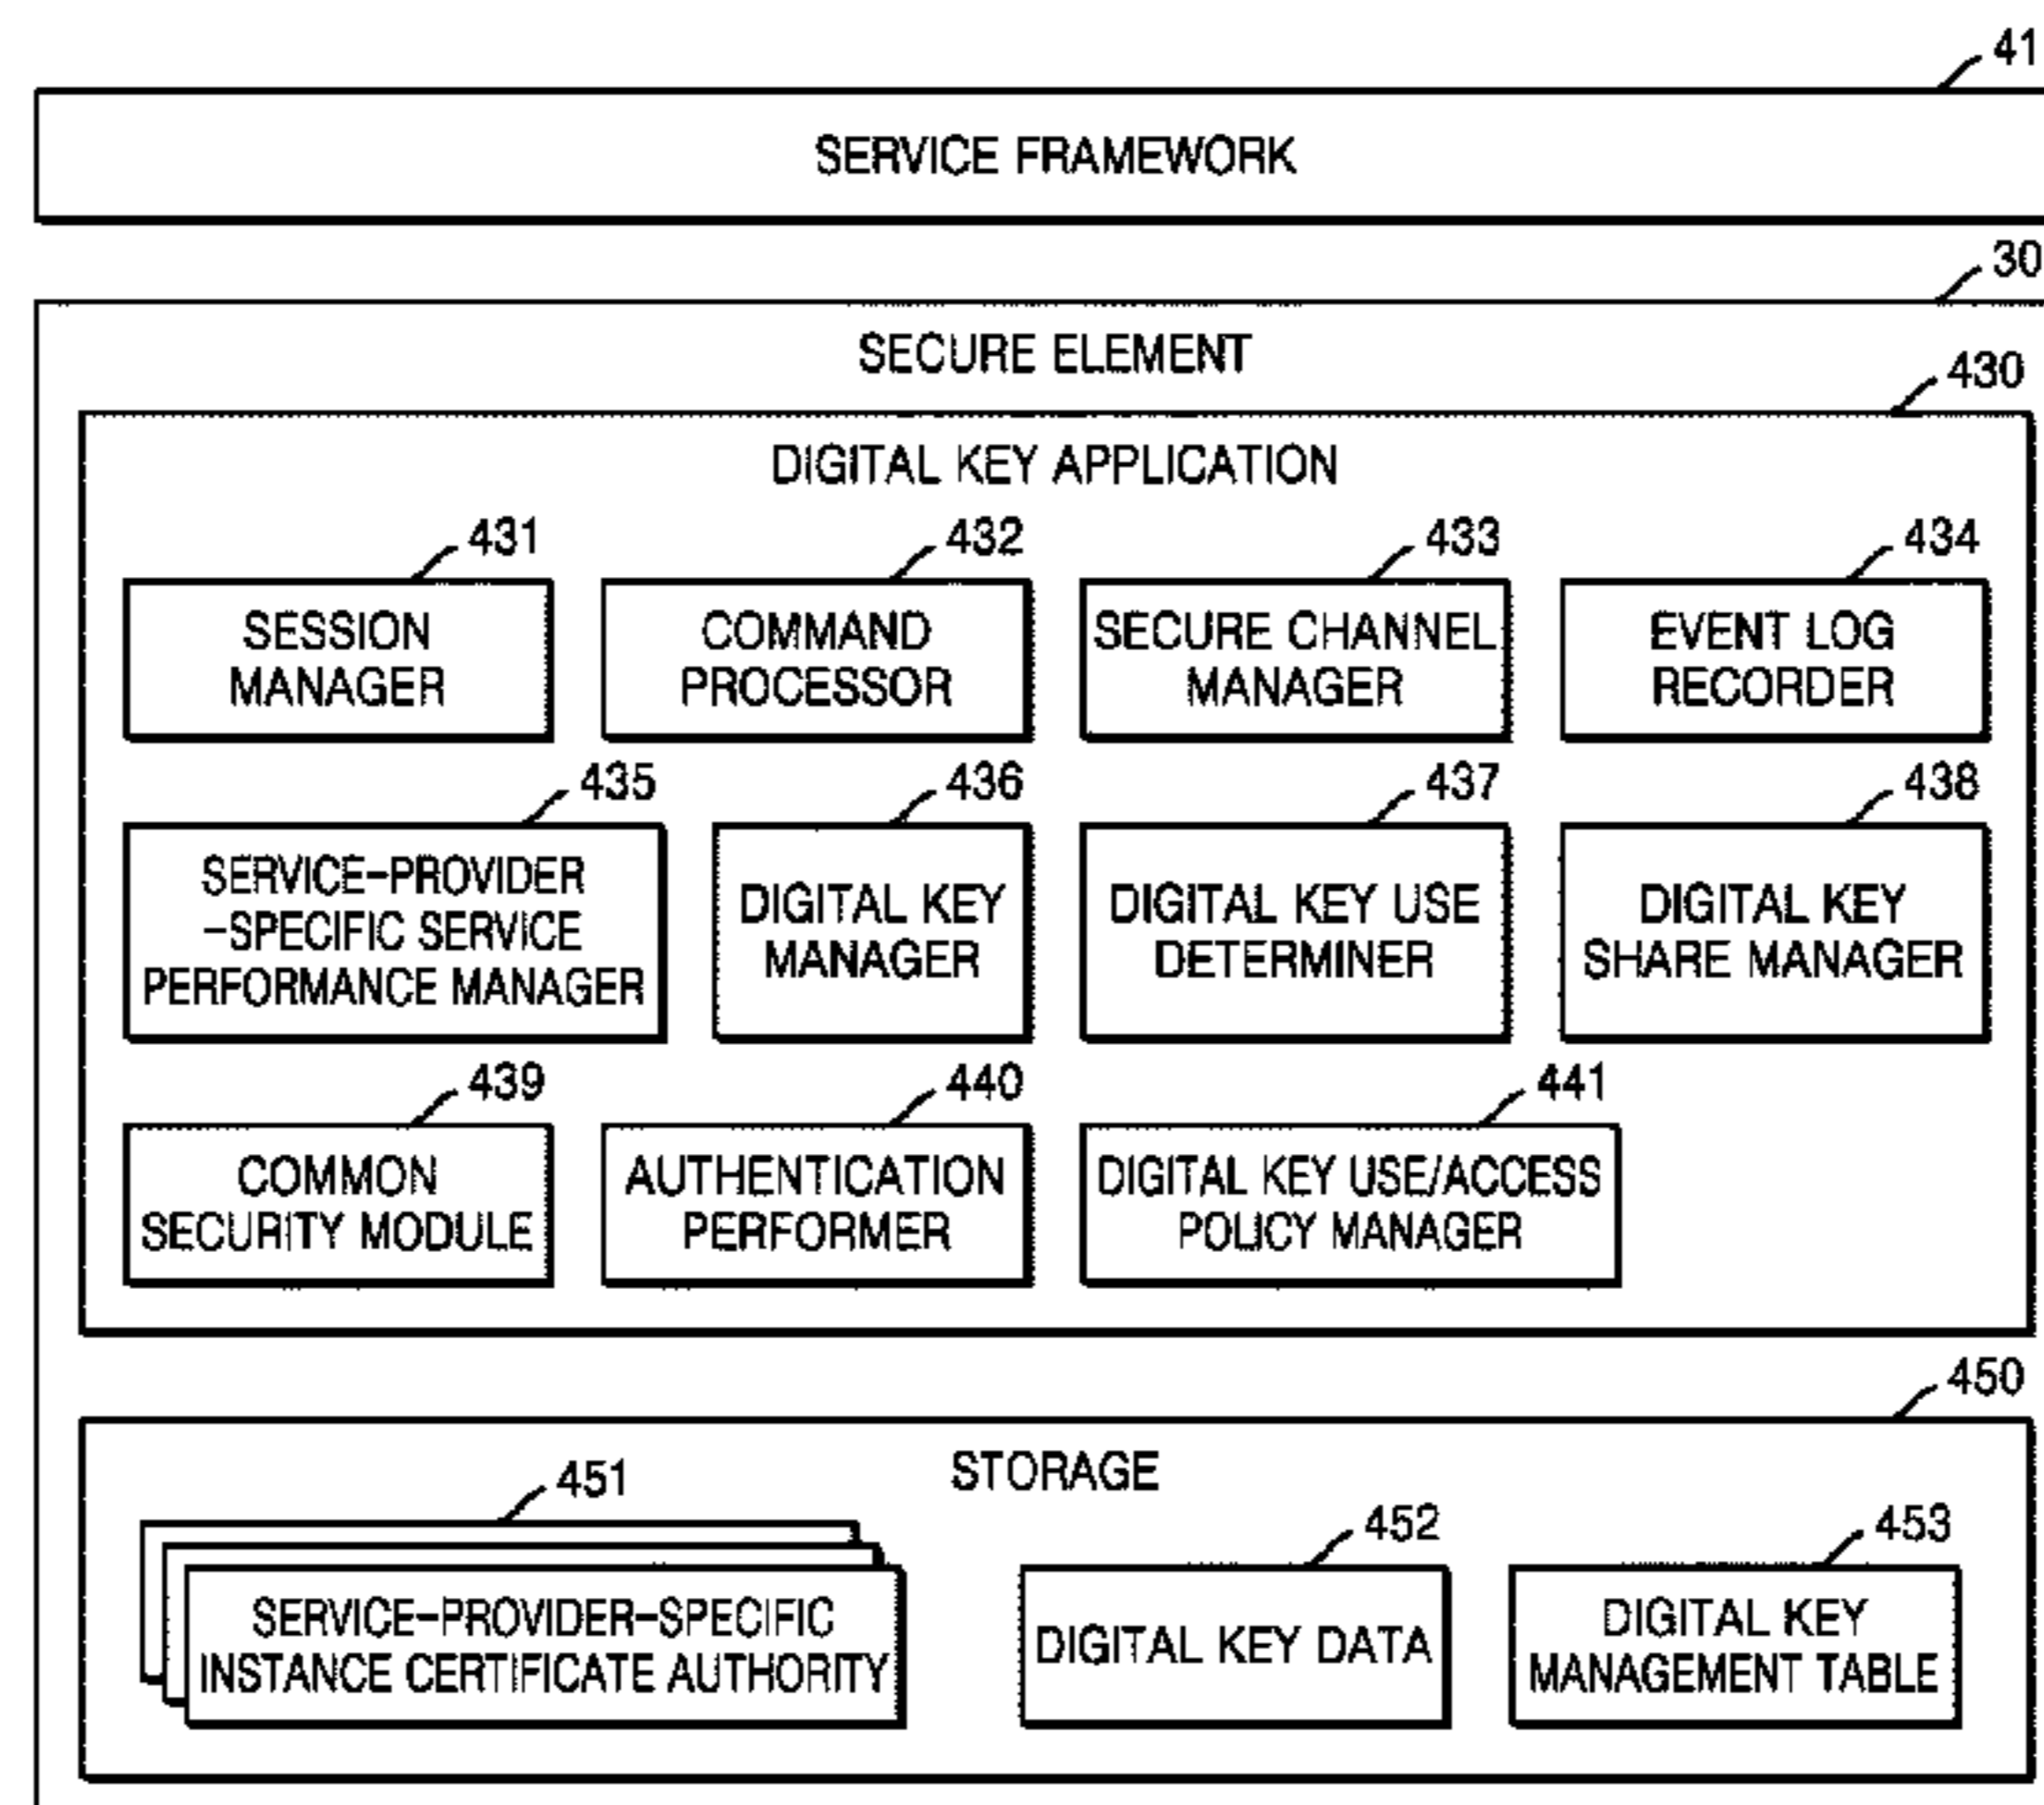 41
SERVICE FRAMEWORK
30
SECURE ELEMENT
430
DIGITAL KEY APPLICATION
431
432
433
434
SESSION
MANAGER
COMMAND
PROCESSOR
SECURE CHANNEL
MANAGER
EVENT LOG
RECORDER
435
436
437
438
SERVICE-PROVIDER
-SPECIFIC SERVICE
PERFORMANCE MANAGER
DIGITAL KEY
MANAGER
DIGITAL KEY USE
DETERMINER
DIGITAL KEY
SHARE MANAGER
439
440
441
COMMON
SECURITY MODULE
AUTHENTICATION
PERFORMER
DIGITAL KEY USE/ACCESS
POLICY MANAGER
450
STORAGE
451
452
453
SERVICE-PROVIDER-SPECIFIC
INSTANCE CERTIFICATE AUTHORITY
DIGITAL KEY DATA
DIGITAL KEY
MANAGEMENT TABLE